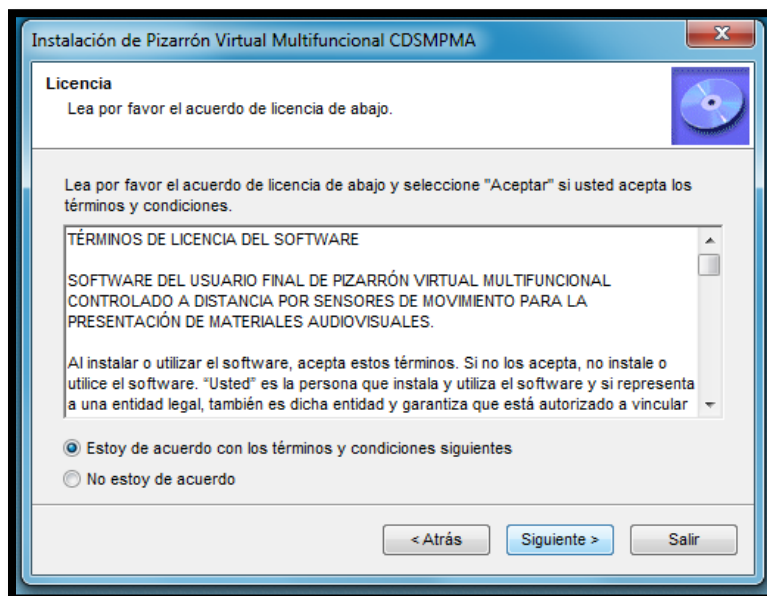 Instalación de Pizarrón Virtual Multifuncional CDSMPMA
Licencia
Lea por favor el acuerdo de licencia de abajo.
Lea por favor el acuerdo de licencia de abajo y seleccione "Aceptar" si usted acepta los
términos y condiciones.
TÉRMINOS DE LICENCIA DEL SOFTWARE
SOFTWARE DEL USUARIO FINAL DE PIZARRÓN VIRTUAL MULTIFUNCIONAL
CONTROLADO A DISTANCIA POR SENSORES DE MOVIMIENTO PARA LA
PRESENTACIÓN DE MATERIALES AUDIOVISUALES.
Al instalar o utilizar el software, acepta estos términos. Si no los acepta, no instale o
utilice el software. “Usted” es la persona que instala y utiliza el software y si representa
a una entidad legal, también es dicha entidad y garantiza que está autorizado a vincular
Estoy de acuerdo con los términos y condiciones siguientes
No estoy de acuerdo
< Atrás
Siguiente >
Salir